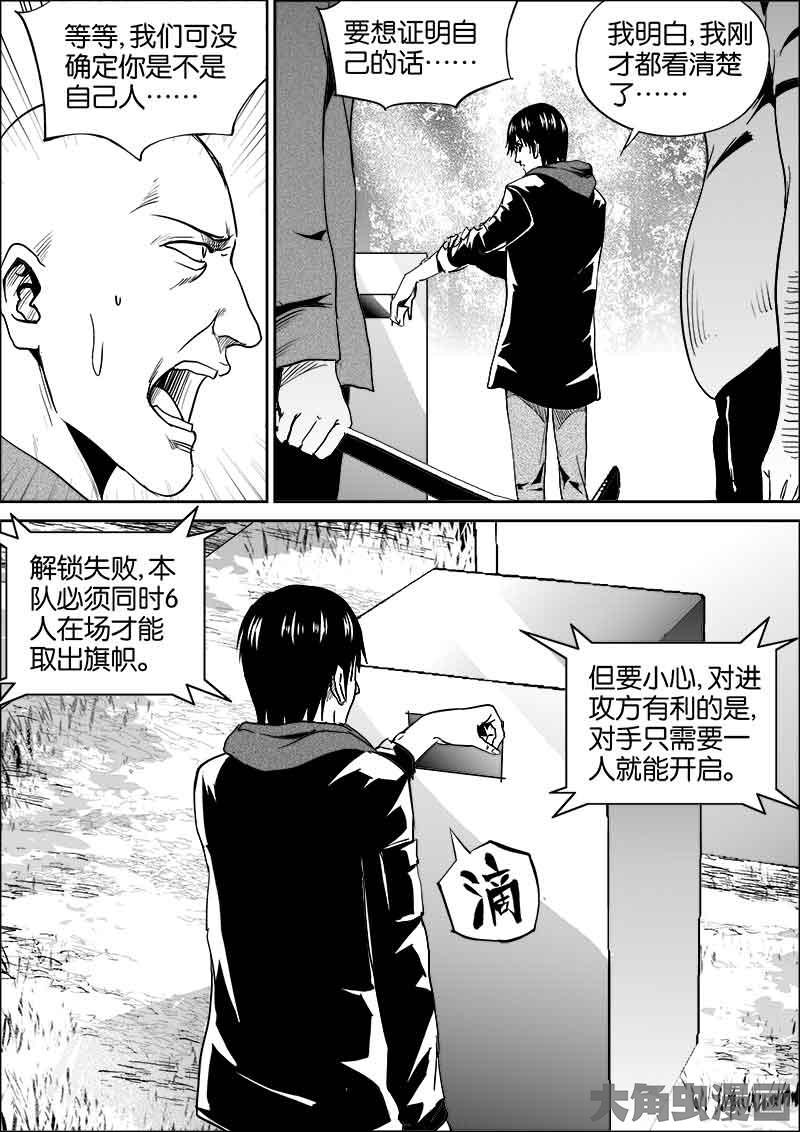 等等,我们可没
确定你是不是
自己人……
要想证明自
己的话……
我明白,我刚
才都看清楚
了……
解锁失败,本
队必须同时6
人在场才能
取出旗帜。
但要小心,对进
攻方有利的是,
对手只需要一
人就能开启。
滴
大角虫漫画